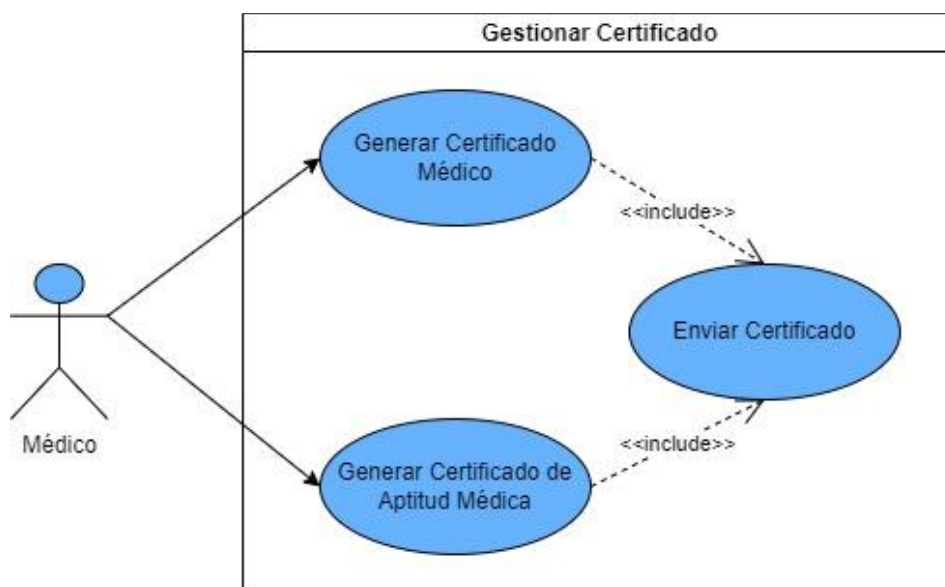 Gestionar Certificado
Generar Certificado
Médico
<<include>>
Enviar Certificado
Médico
<<include>>
Generar Certificado de
Aptitud Médica